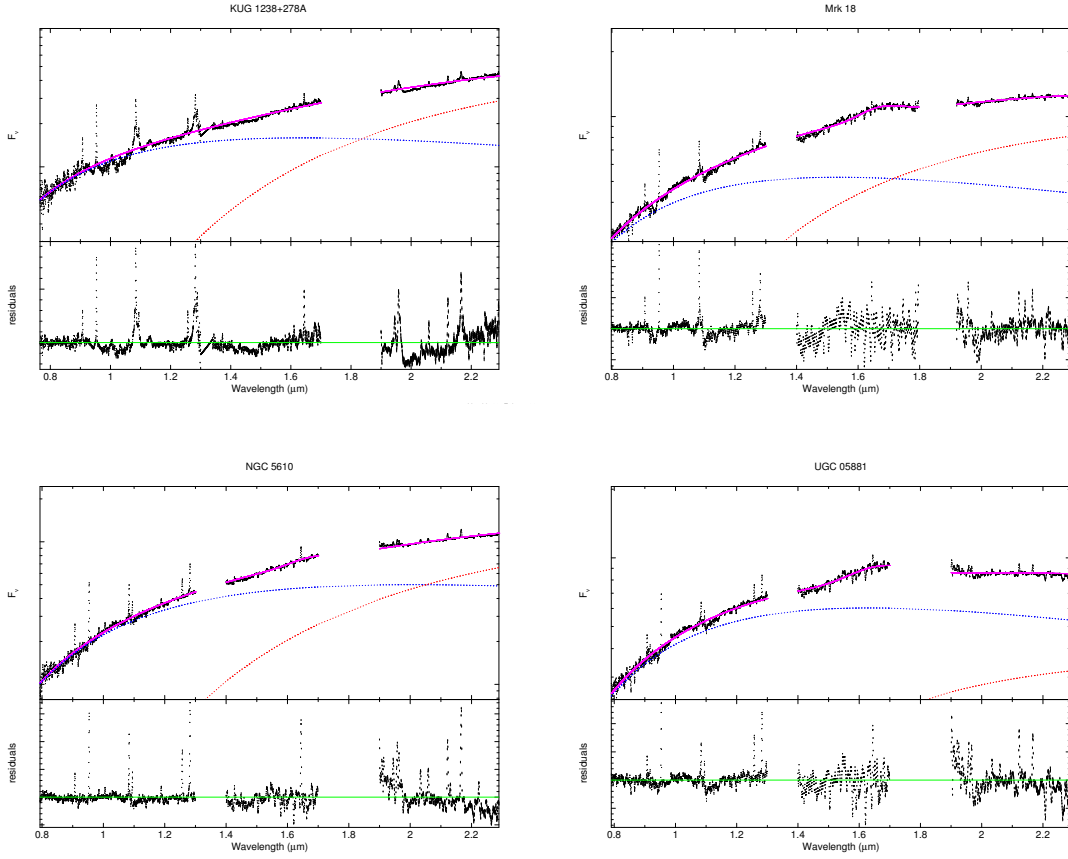 KUG 1238+278A
Fν
residuals
0.8 1 1.2 1.4 1.6 1.8 2 2.2
Wavelength (μm)
Mrk 18
Fν
residuals
0.8 1 1.2 1.4 1.6 1.8 2 2.2
Wavelength (μm)
NGC 5610
Fν
residuals
0.8 1 1.2 1.4 1.6 1.8 2 2.2
Wavelength (μm)
UGC 05881
Fν
residuals
0.8 1 1.2 1.4 1.6 1.8 2 2.2
Wavelength (μm)